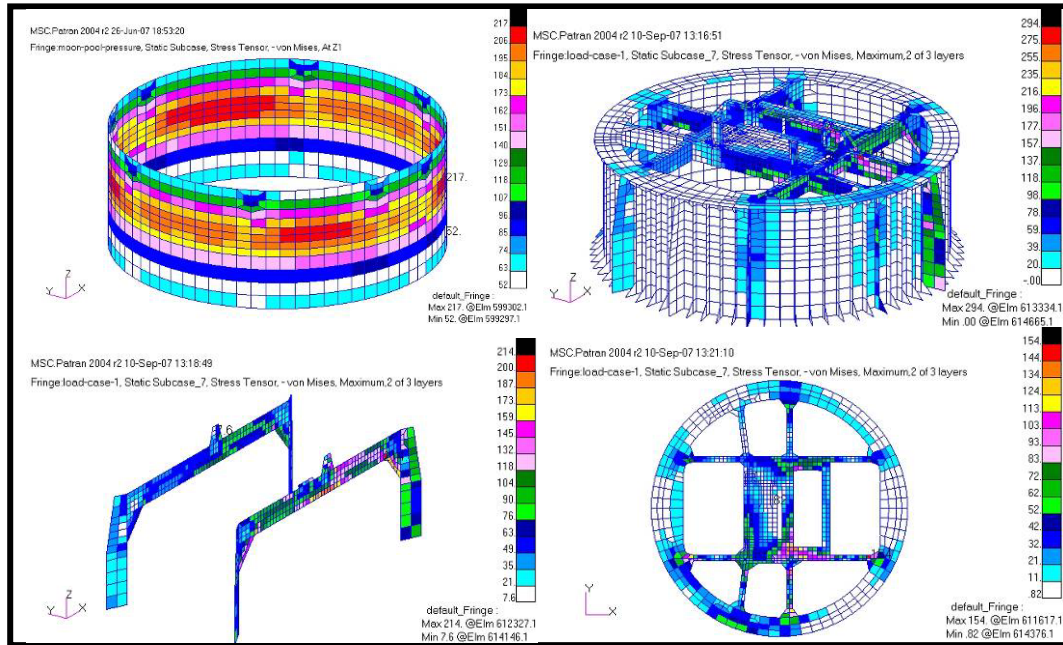 MSC.Patran 2004 r2 26-Jun-07 18:53:20
Fringe:moon-pool-pressure, Static Subcase, Stress Tensor, - von Mises, At Z1
217.
206.
195.
184.
173.
162.
151.
140.
129.
118.
107.
96.
85.
74.
63.
52.
217.
52.
Z
Y
X
default_Fringe :
Max 217. @Elm 599302.1
Min 52. @Elm 599297.1
MSC.Patran 2004 r2 10-Sep-07 13:16:51
Fringe:load-case-1, Static Subcase_7, Stress Tensor, - von Mises, Maximum,2 of 3 layers
294.
275.
255.
235.
216.
196.
177.
157.
137.
118.
98.
78.
59.
39.
20.
-.00
Z
Y
X
default_Fringe :
Max 294. @Elm 613334.1
Min .00 @Elm 614665.1
MSC.Patran 2004 r2 10-Sep-07 13:18:49
Fringe:load-case-1, Static Subcase_7, Stress Tensor, - von Mises, Maximum,2 of 3 layers
214.
200.
187.
173.
159.
145.
132.
118.
104.
90.
76.
63.
49.
35.
21.
7.6
Z
Y
X
default_Fringe :
Max 214. @Elm 612327.1
Min 7.6 @Elm 614146.1
MSC.Patran 2004 r2 10-Sep-07 13:21:10
Fringe:load-case-1, Static Subcase_7, Stress Tensor, - von Mises, Maximum,2 of 3 layers
154.
144.
134.
124.
113.
103.
93.
83.
73.
62.
52.
42.
32.
21.
11.
.82
Y
X
default_Fringe :
Max 154. @Elm 611617.1
Min .82 @Elm 614376.1